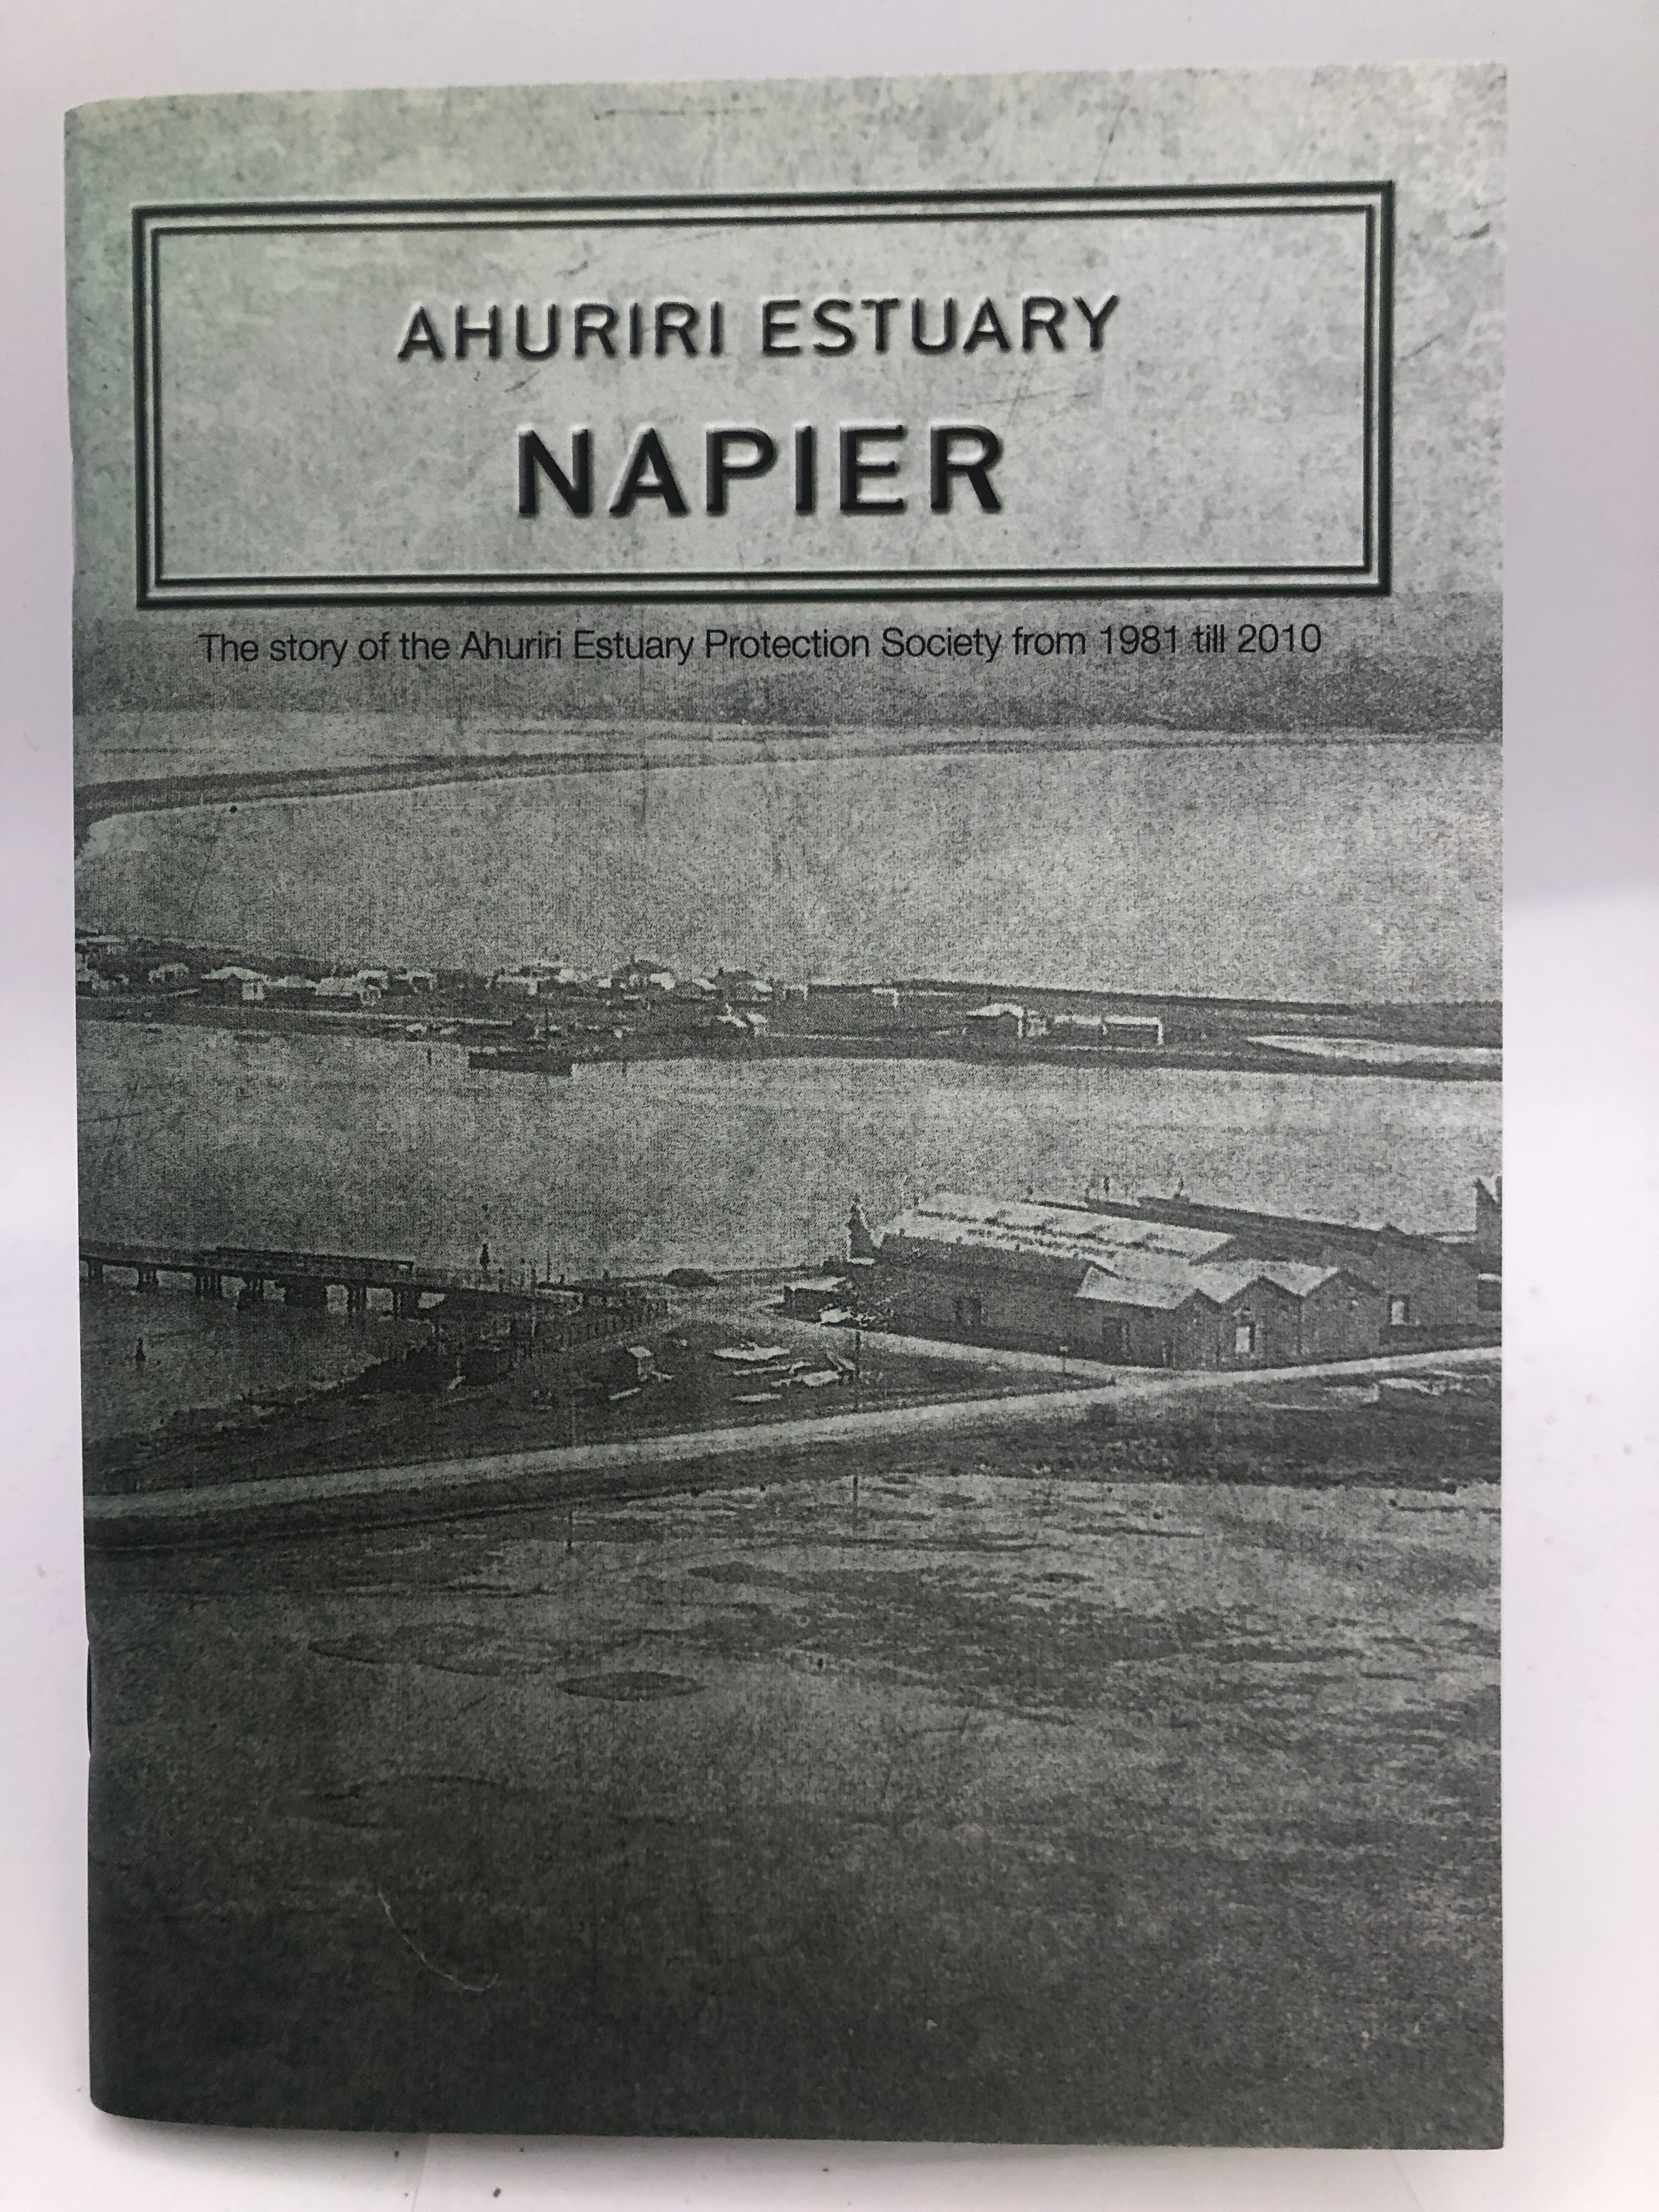 AHURIRI ESTUARY
NAPIER
The story of the Ahuriri Estuary Protection Society from 1981 till 2010